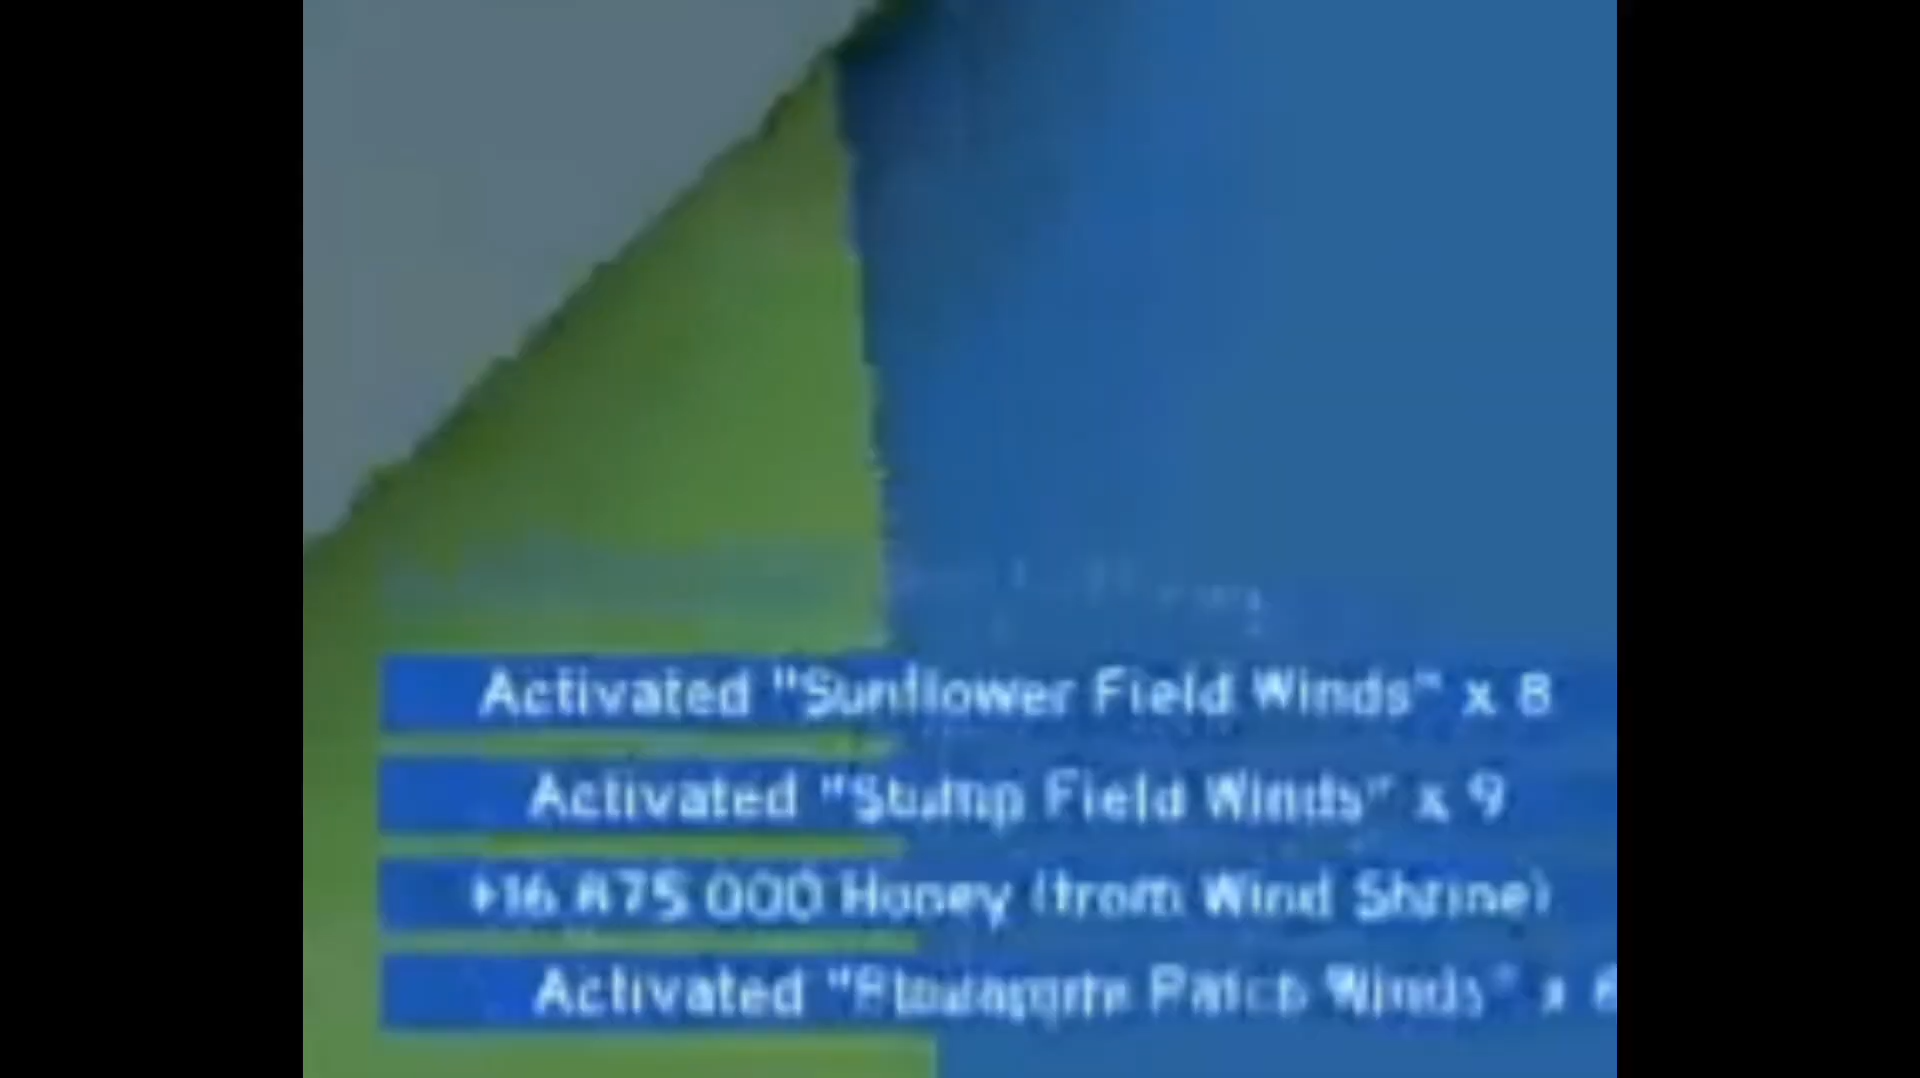 Activated "Sunflower Field Winds" x 8
Activated "Stump Field Winds" x 9
+16,875,000 Honey (from Wind Shrine)
Activated "Pineapple Patch Winds" x